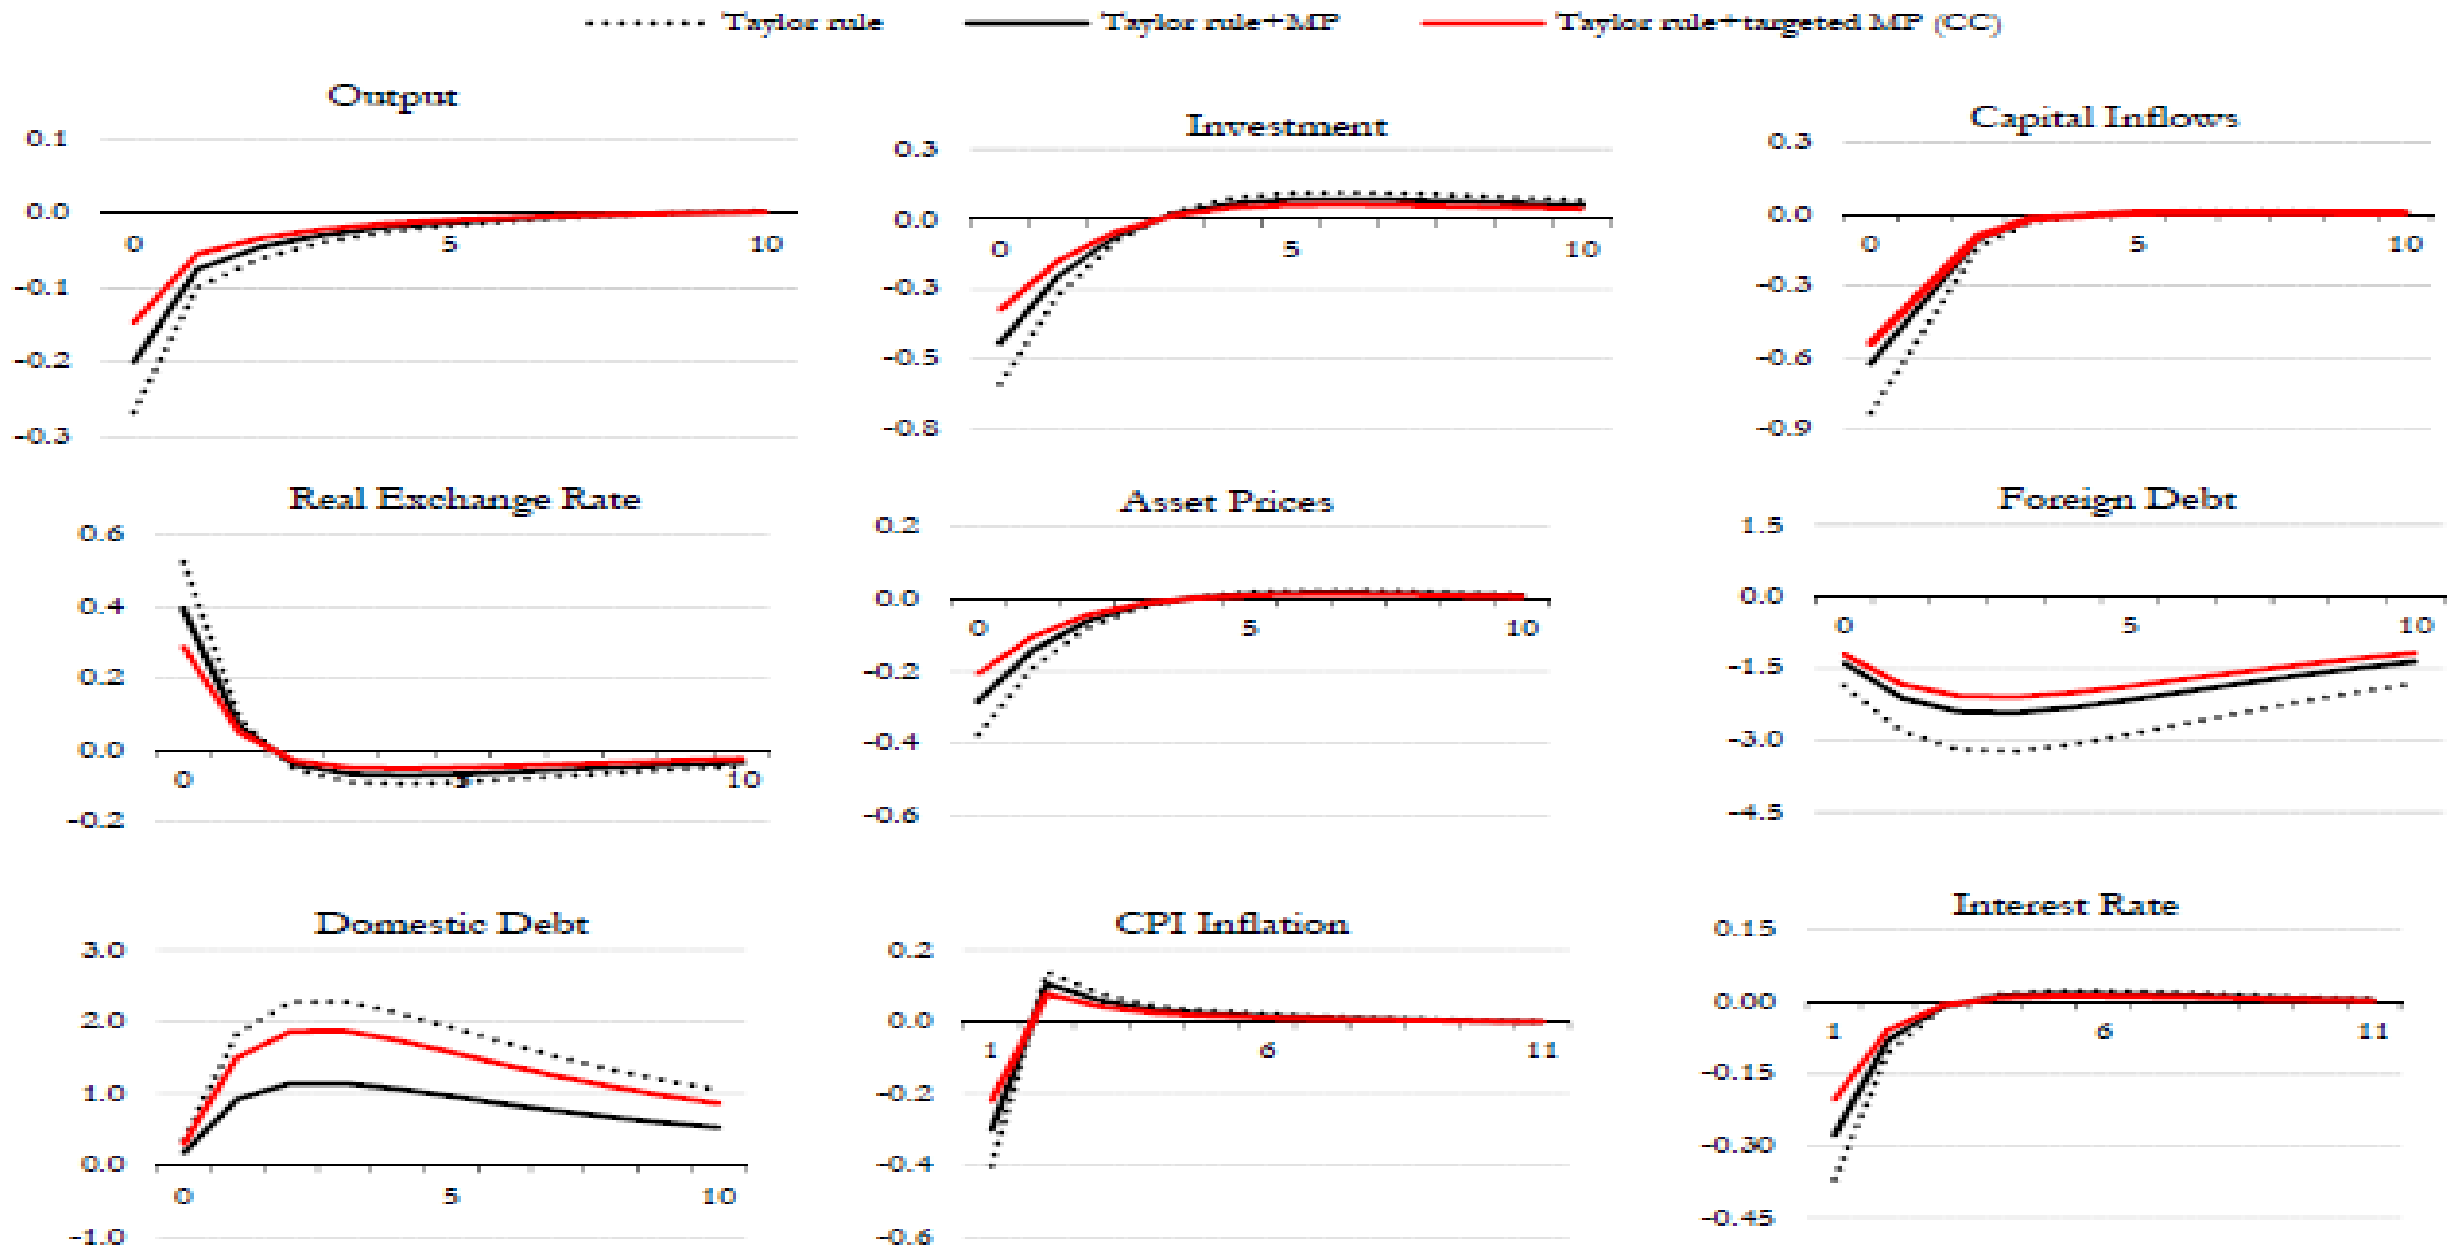 Taylor rule Taylor rule+MP Taylor rule+targeted MP (CC)
Output
0.1
0.0
-0.1
-0.2
-0.3
0 5 10
Investment
0.3
0.0
-0.3
-0.5
-0.8
0 5 10
Capital Inflows
0.3
0.0
-0.3
-0.6
-0.9
0 5 10
Real Exchange Rate
0.6
0.4
0.2
0.0
-0.2
0 5 10
Asset Prices
0.2
0.0
-0.2
-0.4
-0.6
0 5 10
Foreign Debt
1.5
0.0
-1.5
-3.0
-4.5
0 5 10
Domestic Debt
3.0
2.0
1.0
0.0
-1.0
0 5 10
CPI Inflation
0.2
0.0
-0.2
-0.4
-0.6
1 6 11
Interest Rate
0.15
0.00
-0.15
-0.30
-0.45
1 6 11